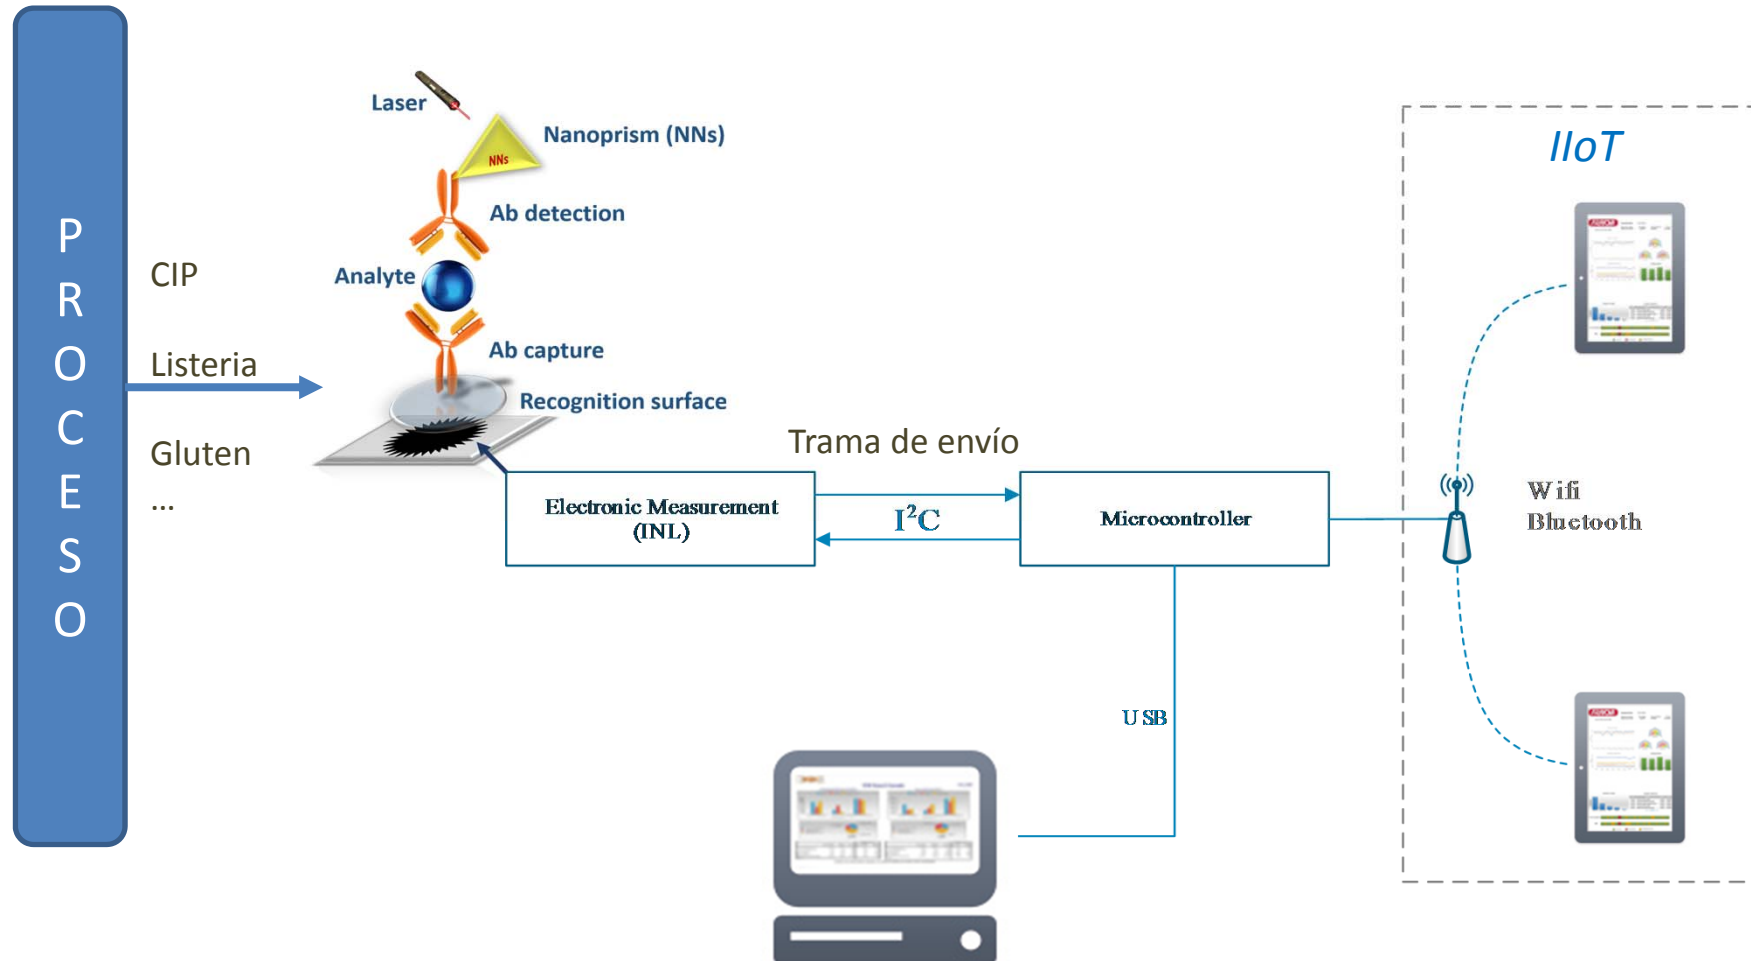 PROCESO
CIP
Listeria
Gluten
...
Laser
Nanoprism (NNs)
NNs
Ab detection
Analyte
Ab capture
Recognition surface
Trama de envío
Electronic Measurement
(INL)
I²C
Microcontroller
USB
IIoT
Wifi
Bluetooth